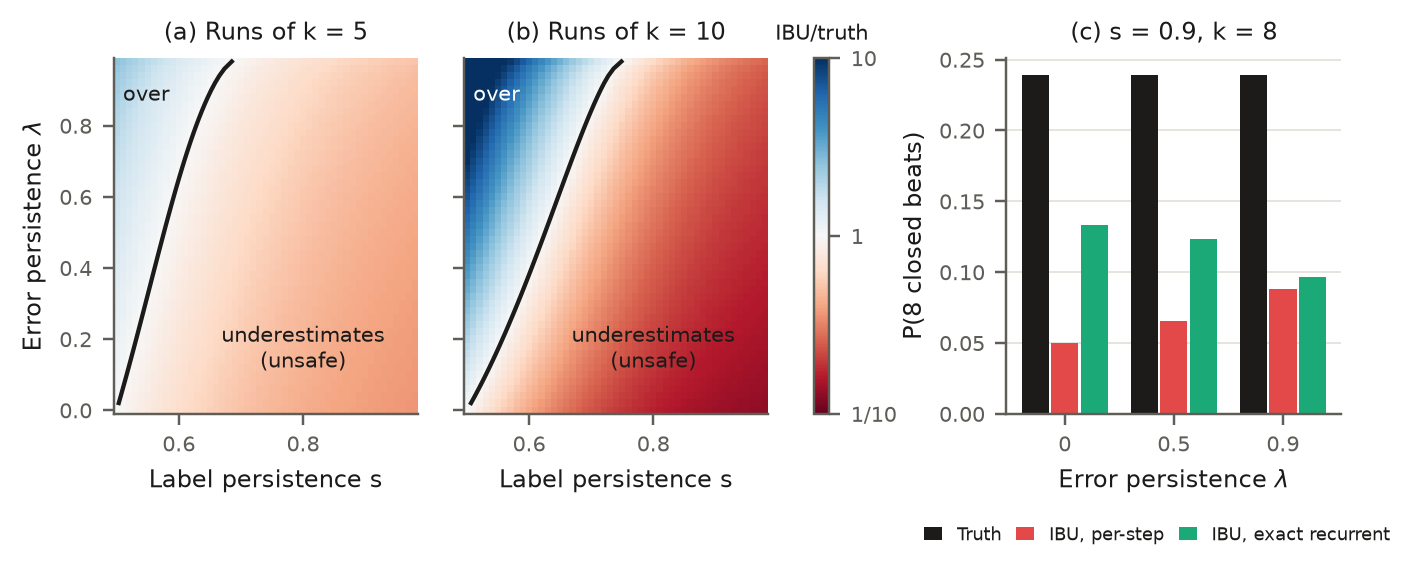 (a) Runs of k = 5
(b) Runs of k = 10
IBU/truth
(c) s = 0.9, k = 8
over
underestimates
(unsafe)
Error persistence λ
0.8
0.6
0.4
0.2
0.0
0.6
0.8
Label persistence s
over
underestimates
(unsafe)
0.6
0.8
Label persistence s
10
1
1/10
P(8 closed beats)
0.25
0.20
0.15
0.10
0.05
0.00
0
0.5
0.9
Error persistence λ
Truth
IBU, per-step
IBU, exact recurrent